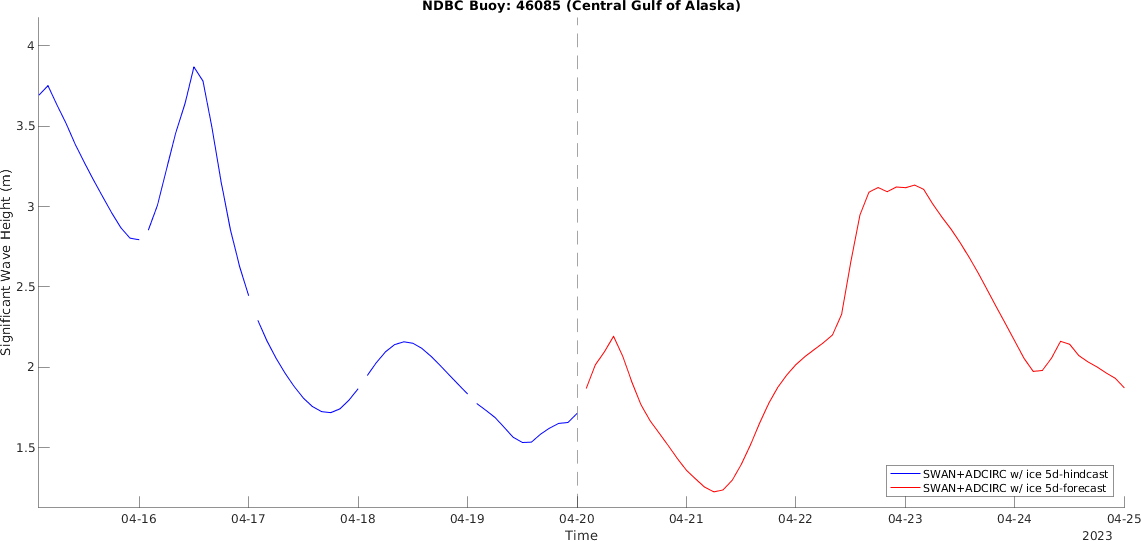 NDBC Buoy: 46085 (Central Gulf of Alaska)
Significant Wave Height (m)
4
3.5
3
2.5
2
1.5
SWAN+ADCIRC w/ ice 5d-hindcast
SWAN+ADCIRC w/ ice 5d-forecast
04-16 04-17 04-18 04-19 04-20 04-21 04-22 04-23 04-24 04-25
Time
2023